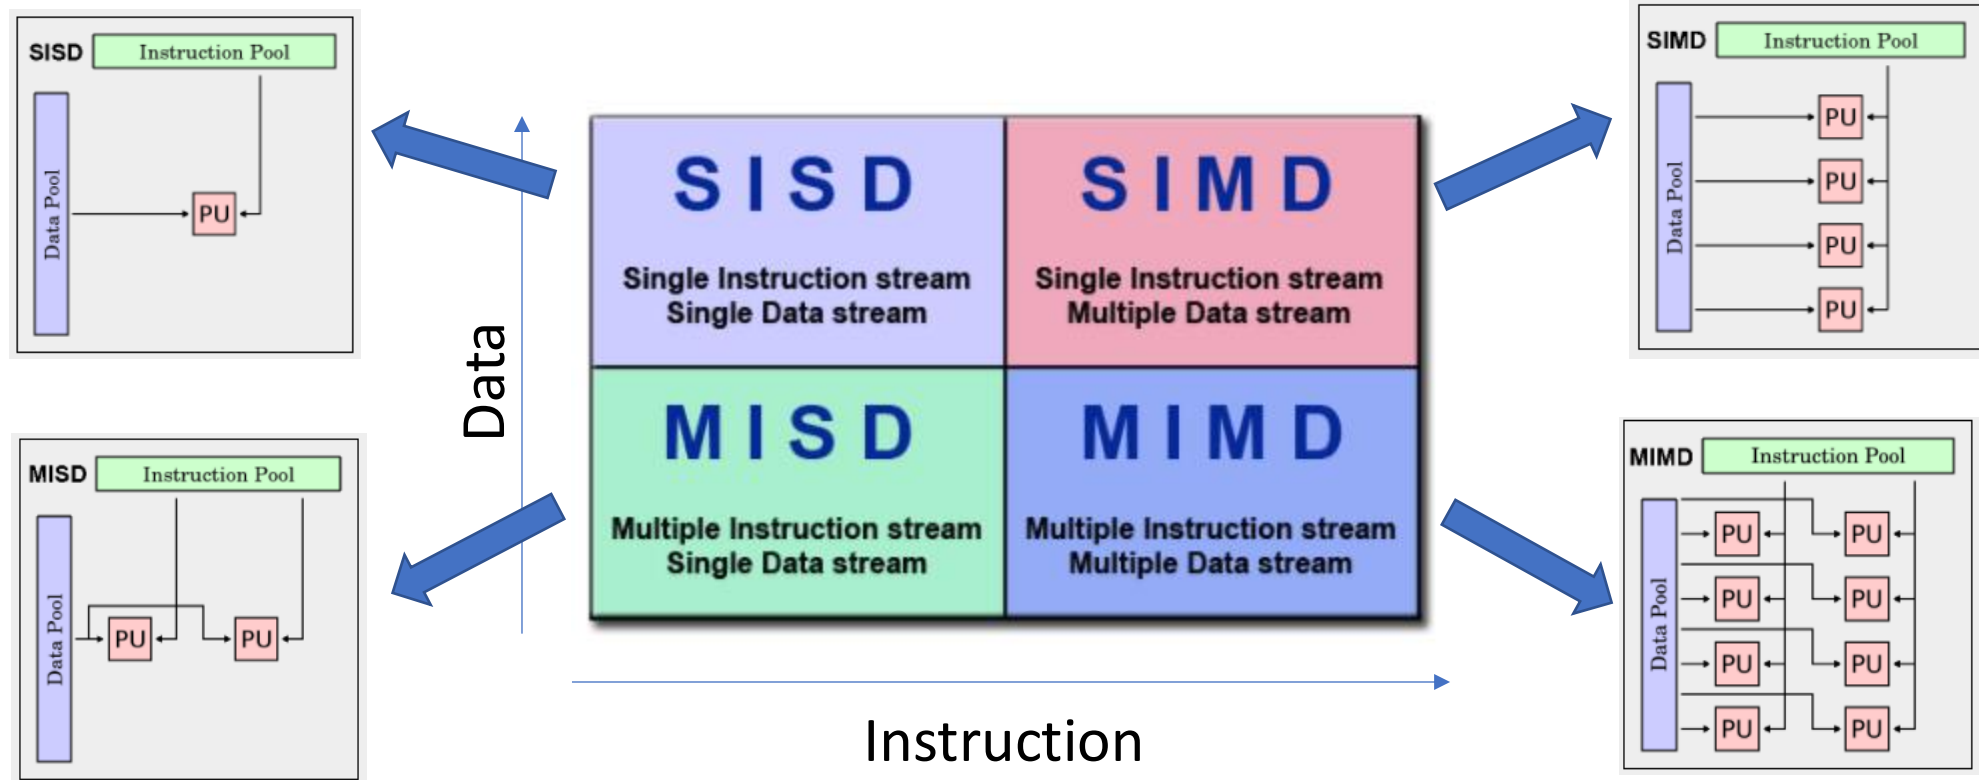 SISD
Instruction Pool
Data Pool
PU
SISD
Single Instruction stream
Single Data stream
SIMD
Single Instruction stream
Multiple Data stream
SIMD
Instruction Pool
Data Pool
PU
PU
PU
PU
Data
MISD
Instruction Pool
Data Pool
PU PU
MISD
Multiple Instruction stream
Single Data stream
MIMD
Multiple Instruction stream
Multiple Data stream
MIMD
Instruction Pool
Data Pool
PU PU
PU PU
PU PU
PU PU
Instruction